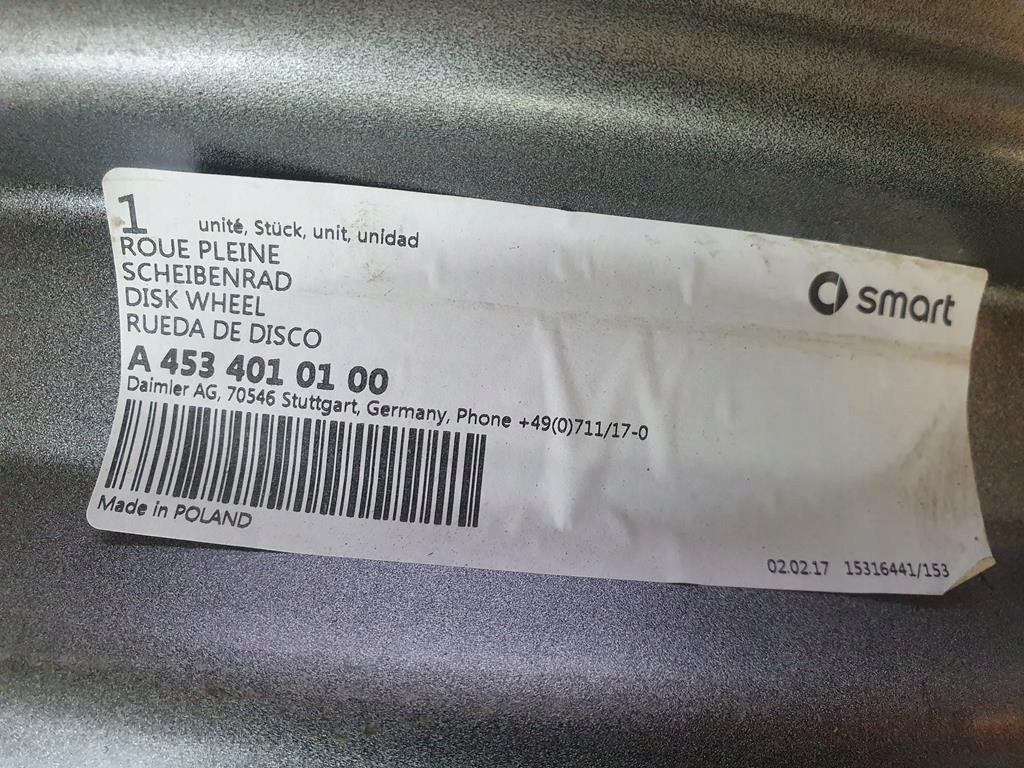 1 unité, Stück, unit, unidad
ROUE PLEINE
SCHEIBENRAD
DISK WHEEL
RUEDA DE DISCO
smart
A 453 401 01 00
Daimler AG, 70546 Stuttgart, Germany, Phone +49(0)711/17-0
Made in POLAND
02.02.17 15316441/153